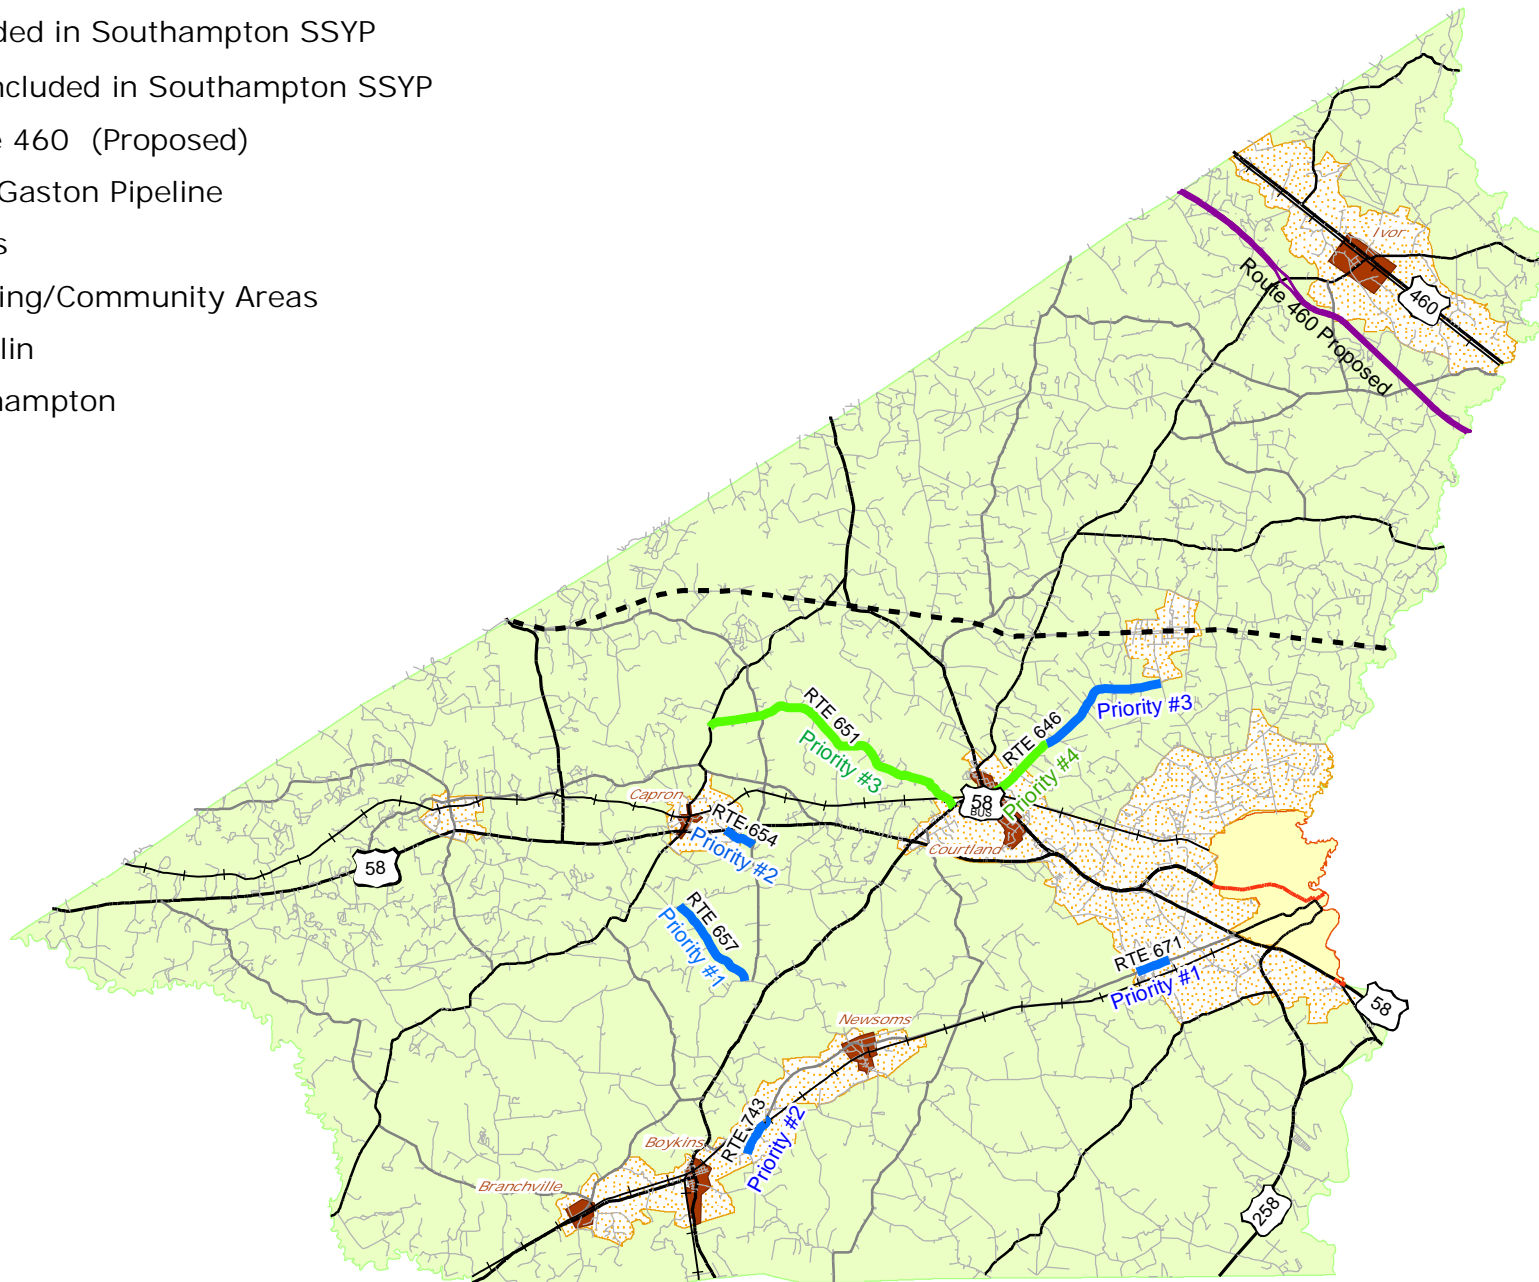 ded in Southampton SSYP
ncluded in Southampton SSYP
e 460 (Proposed)
Gaston Pipeline
s
ing/Community Areas
lin
hampton
Ivor
460
Route 460 Proposed
RTE 651
Priority #3
RTE 646
Priority #3
Priority #4
Capron
RTE 654
Priority #2
58
BUS
Courtland
58
RTE 657
Priority #1
RTE 671
Priority #1
58
Newsoms
RTE 743
Priority #2
Boykins
Branchville
258